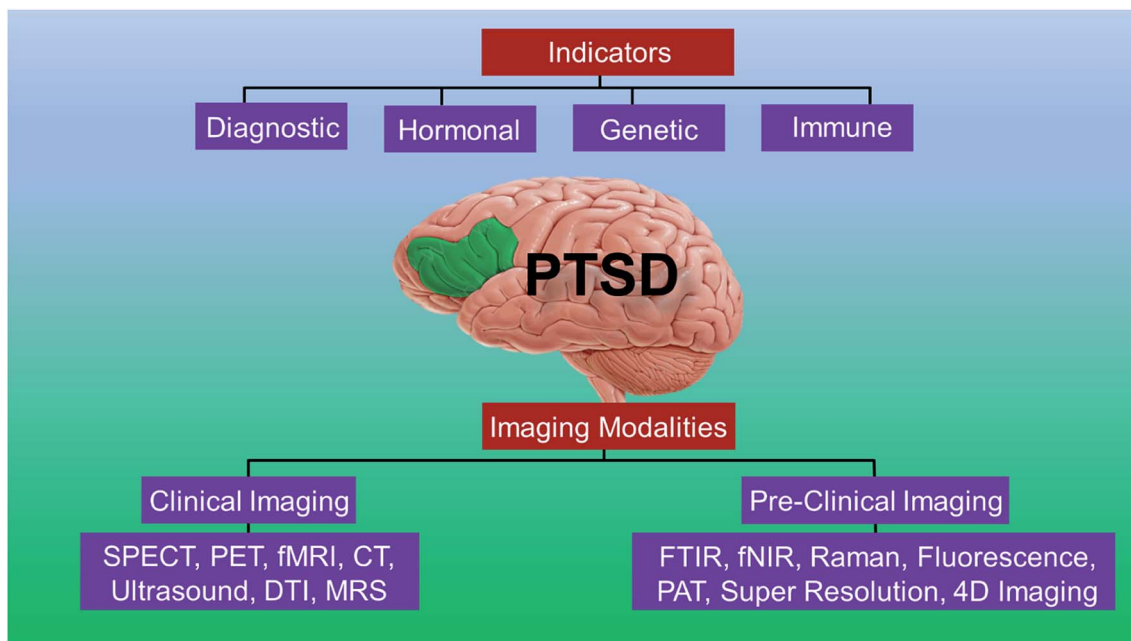 Indicators
Diagnostic
Hormonal
Genetic
Immune
PTSD
Imaging Modalities
Clinical Imaging
Pre-Clinical Imaging
SPECT, PET, fMRI, CT,
Ultrasound, DTI, MRS
FTIR, fNIR, Raman, Fluorescence,
PAT, Super Resolution, 4D Imaging